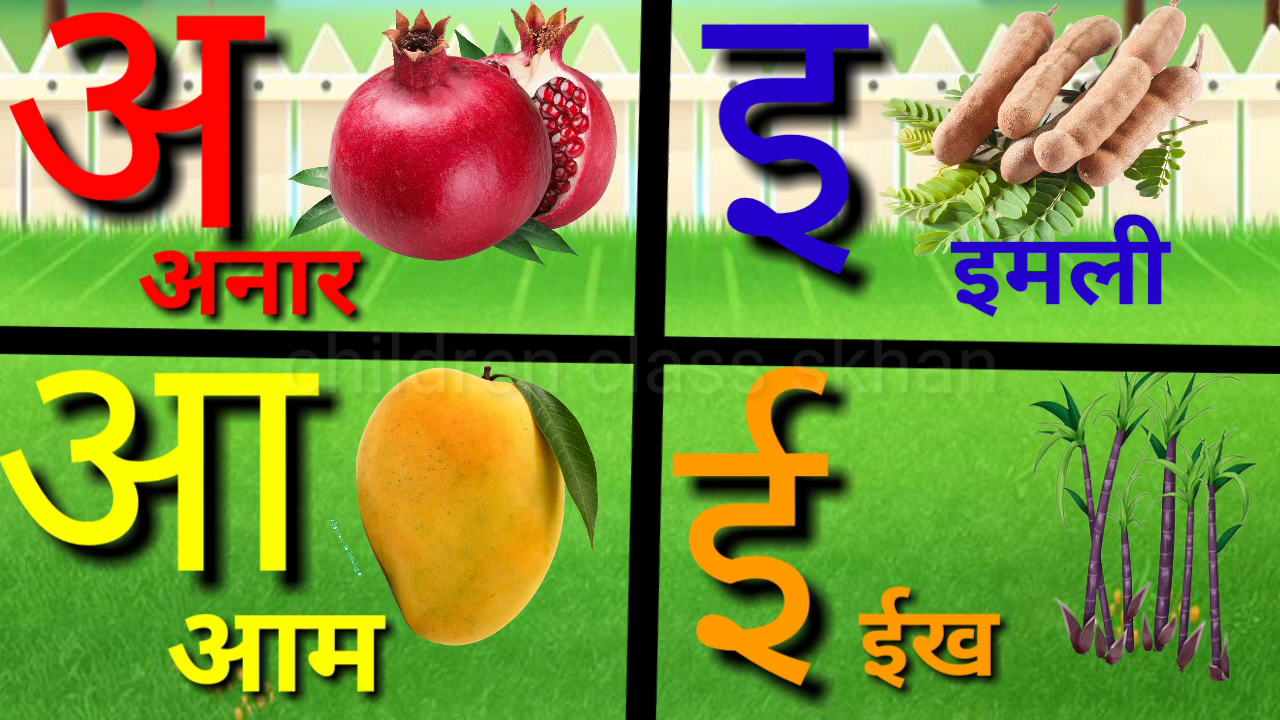 अ
अनार
इ
इमली
children class skhan
आ
आम
ई
ईख